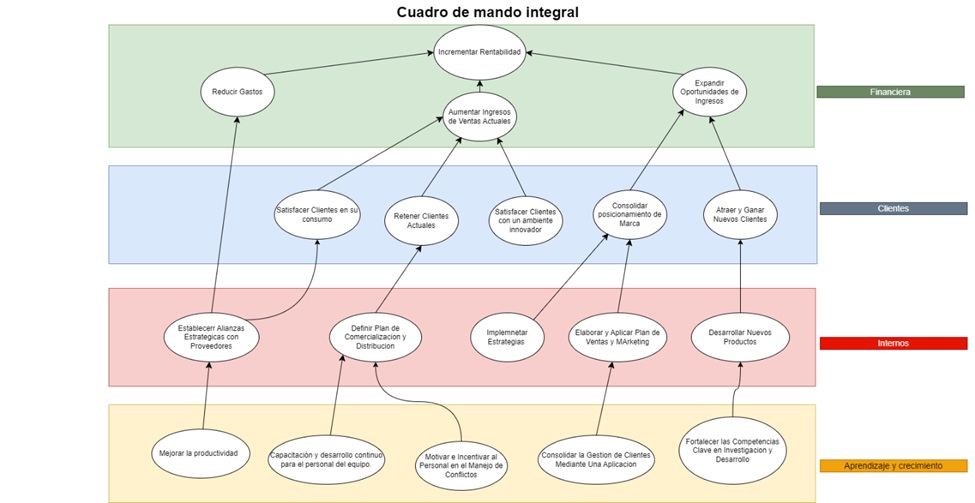 Cuadro de mando integral
Incrementar Rentabilidad
Reducir Gastos
Expandir
Oportunidades de
Ingresos
Financiera
Aumentar Ingresos
de Ventas Actuales
Satisfacer Clientes en su
consumo
Retener Clientes
Actuales
Satisfacer Clientes
con un ambiente
innovador
Consolidar
posicionamiento de
Marca
Atraer y Ganar
Nuevos Clientes
Clientes
Establecerr Alianzas
Estrategicas con
Proveedores
Definir Plan de
Comercializacion y
Distribucion
Implemnetar
Estrategias
Elaborar y Aplicar Plan de
Ventas y MArketing
Desarrollar Nuevos
Productos
Internos
Mejorar la productividad
Capacitación y desarrollo continuo
para el personal del equipo.
Motivar e Incentivar al
Personal en el Manejo de
Conflictos
Consolidar la Gestion de Clientes
Mediante Una Aplicacion
Fortalecer las Competencias
Clave en Investigacion y
Desarrollo
Aprendizaje y crecimiento